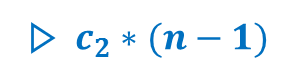 ▷ c₂ * (n − 1)